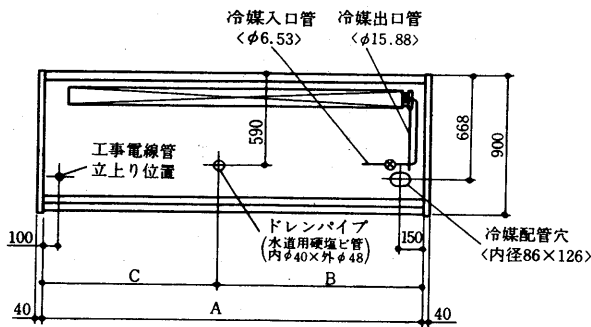 冷媒入口管
<φ6.53>
冷媒出口管
<φ15.88>
590
668
900
工事電線管
立上り位置
ドレンパイプ
(水道用硬塩ビ管
内φ40×外φ48)
冷媒配管穴
<内径86×126>
100
150
C
B
40
A
40